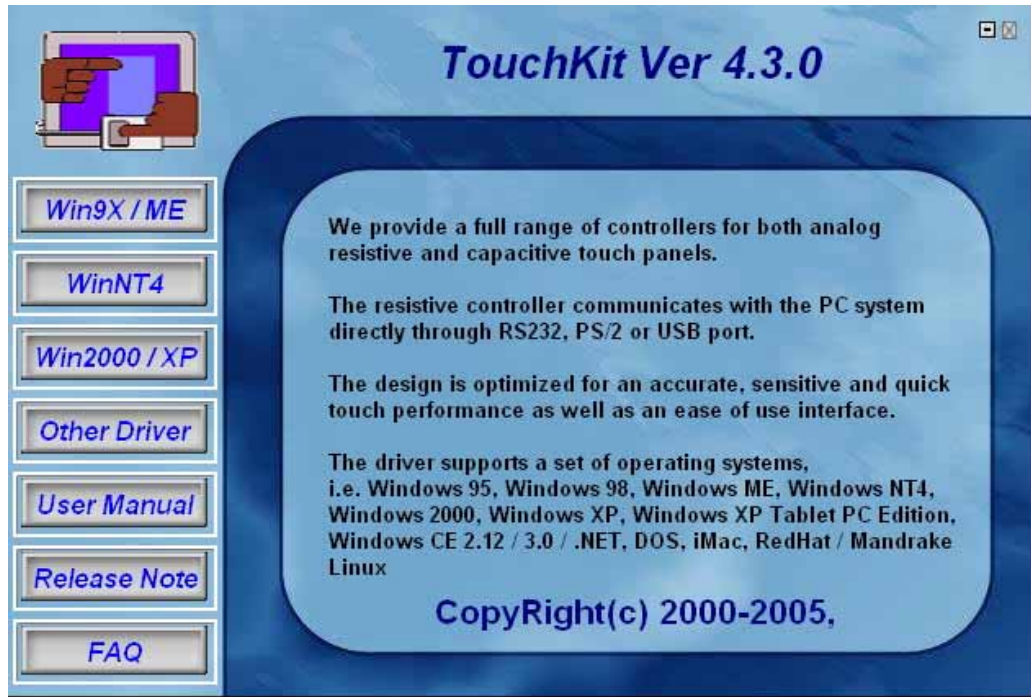 TouchKit Ver 4.3.0
Win9X / ME
WinNT4
Win2000 / XP
Other Driver
User Manual
Release Note
FAQ
We provide a full range of controllers for both analog
resistive and capacitive touch panels.
The resistive controller communicates with the PC system
directly through RS232, PS/2 or USB port.
The design is optimized for an accurate, sensitive and quick
touch performance as well as an ease of use interface.
The driver supports a set of operating systems,
i.e. Windows 95, Windows 98, Windows ME, Windows NT4,
Windows 2000, Windows XP, Windows XP Tablet PC Edition,
Windows CE 2.12 / 3.0 / .NET, DOS, iMac, RedHat / Mandrake
Linux
CopyRight(c) 2000-2005,